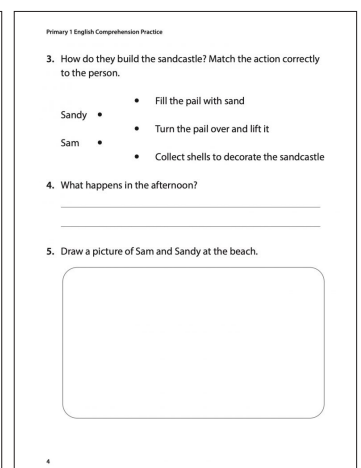 Primary 1 English Comprehension Practice
3. How do they build the sandcastle? Match the action correctly
to the person.
• Fill the pail with sand
Sandy •
• Turn the pail over and lift it
Sam •
• Collect shells to decorate the sandcastle
4. What happens in the afternoon?
5. Draw a picture of Sam and Sandy at the beach.
4